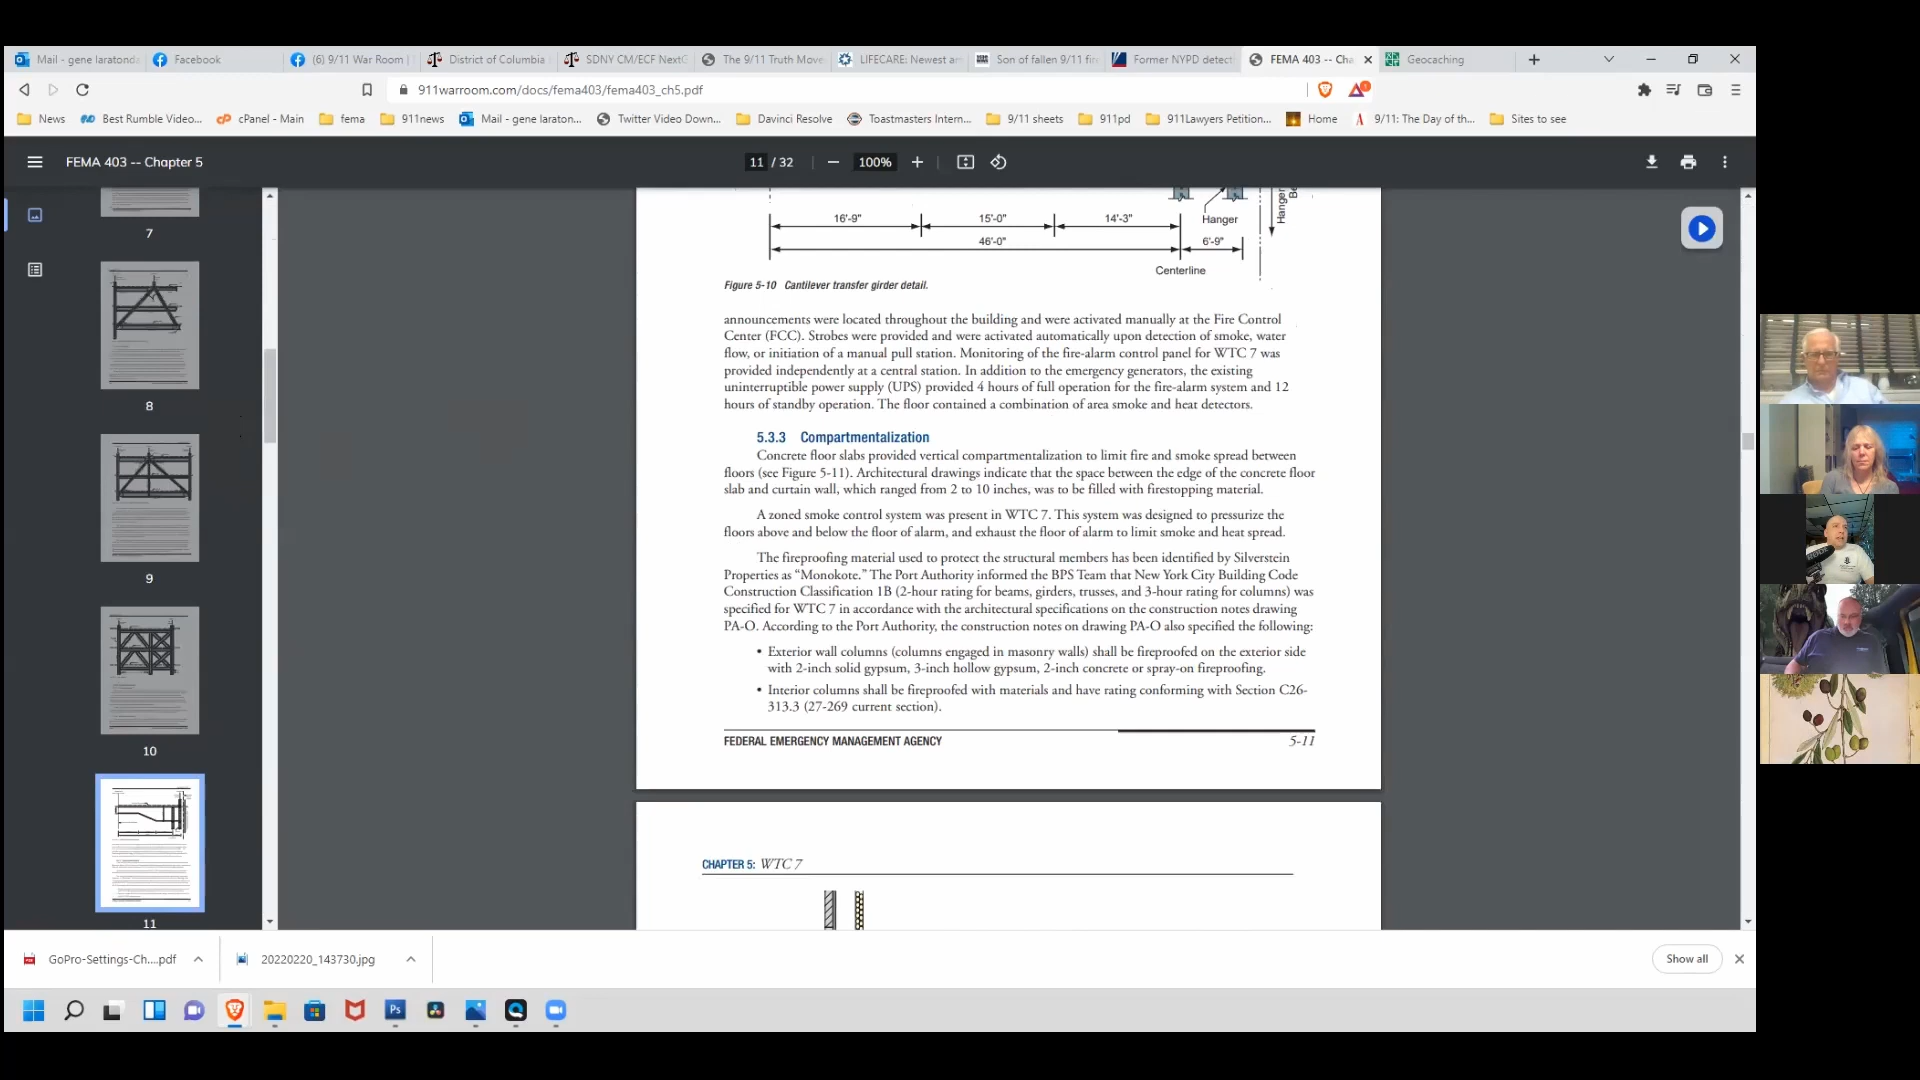 Mail - gene laratonda
Facebook
(6) 9/11 War Room |
District of Columbia
SDNY CM/ECF NextG
The 9/11 Truth Move
LIFECARE: Newest an
Son of fallen 9/11 fire
Former NYPD detecti
FEMA 403 -- Cha
Geocaching
911warroom.com/docs/fema403/fema403_ch5.pdf
News
Best Rumble Video...
cPanel - Main
fema
911news
Mail - gene laraton...
Twitter Video Down...
Davinci Resolve
Toastmasters Intern...
9/11 sheets
911pd
911Lawyers Petition...
Home
9/11: The Day of th...
Sites to see
FEMA 403 -- Chapter 5
11 / 32
100%
7
8
9
10
11
16'-9"
15'-0"
14'-3"
Hanger
Hanger
46'-0"
6'-9"
Centerline
Figure 5-10 Cantilever transfer girder detail.
announcements were located throughout the building and were activated manually at the Fire Control
Center (FCC). Strobes were provided and were activated automatically upon detection of smoke, water
flow, or initiation of a manual pull station. Monitoring of the fire-alarm control panel for WTC 7 was
provided independently at a central station. In addition to the emergency generators, the existing
uninterruptible power supply (UPS) provided 4 hours of full operation for the fire-alarm system and 12
hours of standby operation. The floor contained a combination of area smoke and heat detectors.
5.3.3 Compartmentalization
Concrete floor slabs provided vertical compartmentalization to limit fire and smoke spread between
floors (see Figure 5-11). Architectural drawings indicate that the space between the edge of the concrete floor
slab and curtain wall, which ranged from 2 to 10 inches, was to be filled with firestopping material.
A zoned smoke control system was present in WTC 7. This system was designed to pressurize the
floors above and below the floor of alarm, and exhaust the floor of alarm to limit smoke and heat spread.
The fireproofing material used to protect the structural members has been identified by Silverstein
Properties as “Monokote.” The Port Authority informed the BPS Team that New York City Building Code
Construction Classification 1B (2-hour rating for beams, girders, trusses, and 3-hour rating for columns) was
specified for WTC 7 in accordance with the architectural specifications on the construction notes drawing
PA-O. According to the Port Authority, the construction notes on drawing PA-O also specified the following:
• Exterior wall columns (columns engaged in masonry walls) shall be fireproofed on the exterior side
with 2-inch solid gypsum, 3-inch hollow gypsum, 2-inch concrete or spray-on fireproofing.
• Interior columns shall be fireproofed with materials and have rating conforming with Section C26-
313.3 (27-269 current section).
FEDERAL EMERGENCY MANAGEMENT AGENCY
5-11
CHAPTER 5: WTC 7
GoPro-Settings-Ch....pdf
20220220_143730.jpg
Show all